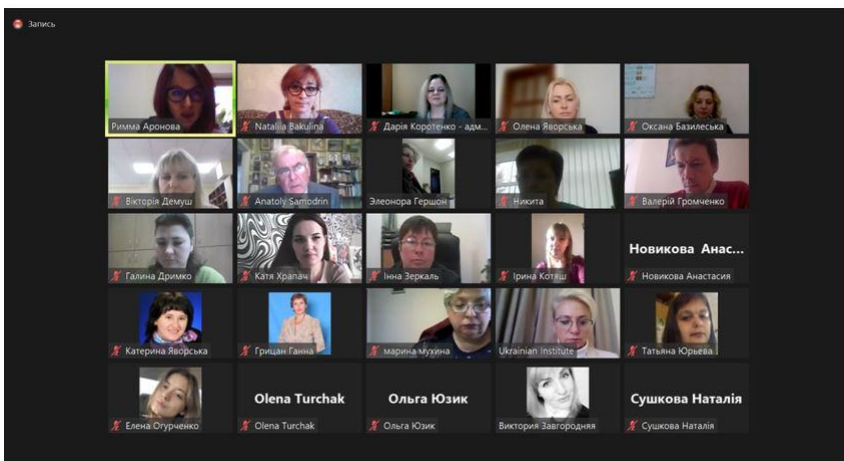 Запись
Римма Аронова
Nataliia Bakulina
Дарія Коротенко - адм...
Олена Яворська
Оксана Базилеська
Вікторія Демуш
Anatoly Samodrin
Элеонора Гершон
Никита
Валерій Громченко
Галина Димко
Катя Храпач
Інна Зеркаль
Ірина Котяш
Новикова Анас...
Новикова Анастасия
Катерина Яворська
Грицан Ганна
марина мухина
Ukrainian Institute
Татьяна Юрьева
Елена Огурченко
Olena Turchak
Olena Turchak
Ольга Юзик
Ольга Юзик
Виктория Завгородняя
Сушкова Наталія
Сушкова Наталія